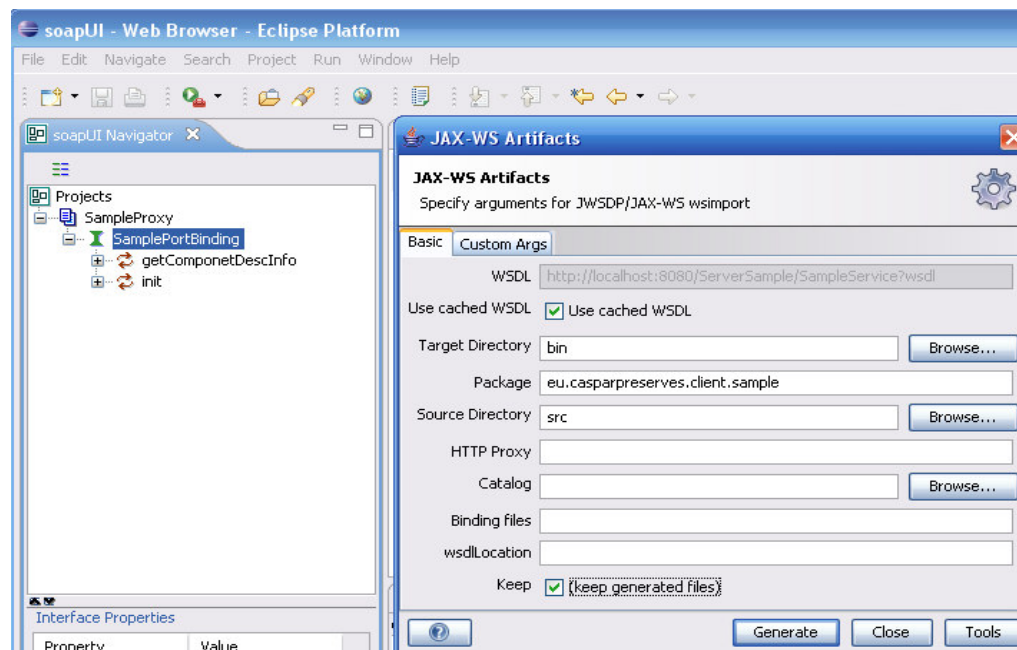 soapUI - Web Browser - Eclipse Platform
File Edit Navigate Search Project Run Window Help
soapUI Navigator
Projects
SampleProxy
SamplePortBinding
getComponetDescInfo
init
Interface Properties
Property Value
JAX-WS Artifacts
JAX-WS Artifacts
Specify arguments for JWSDP/JAX-WS wsimport
Basic Custom Args
WSDL http://localhost:8080/ServerSample/SampleService?wsdl
Use cached WSDL Use cached WSDL
Target Directory bin Browse...
Package eu.casparpreserves.client.sample
Source Directory src Browse...
HTTP Proxy
Catalog Browse...
Binding files
wsdlLocation
Keep (keep generated files)
Generate Close Tools